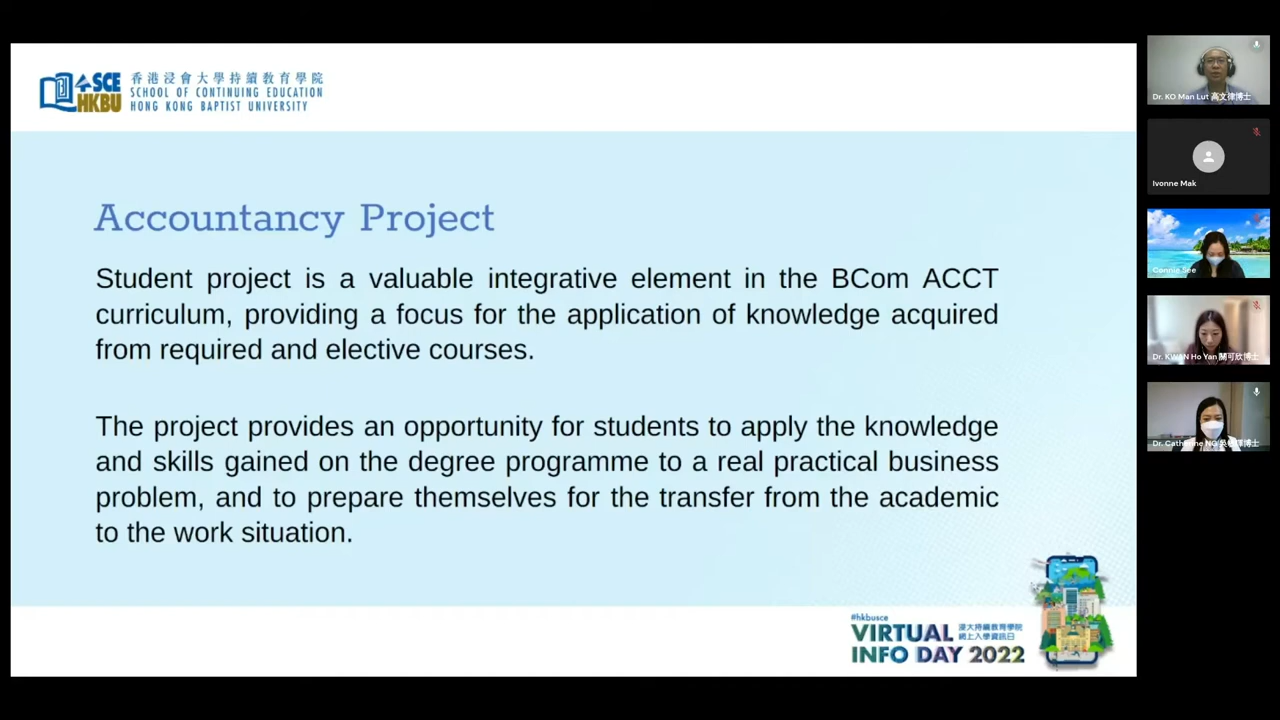 SCE
HKBU
香港浸會大學持續教育學院
SCHOOL OF CONTINUING EDUCATION
HONG KONG BAPTIST UNIVERSITY
Accountancy Project
Student project is a valuable integrative element in the BCom ACCT
curriculum, providing a focus for the application of knowledge acquired
from required and elective courses.
The project provides an opportunity for students to apply the knowledge
and skills gained on the degree programme to a real practical business
problem, and to prepare themselves for the transfer from the academic
to the work situation.
#hkbusce
VIRTUAL
INFO DAY 2022
浸大持續教育學院
網上入學資訊日
Dr. KO Man Lut 高文律博士
Ivonne Mak
Connie See
Dr. KWAN Ho Yan 關可欣博士
Dr. Catherine NG 博士